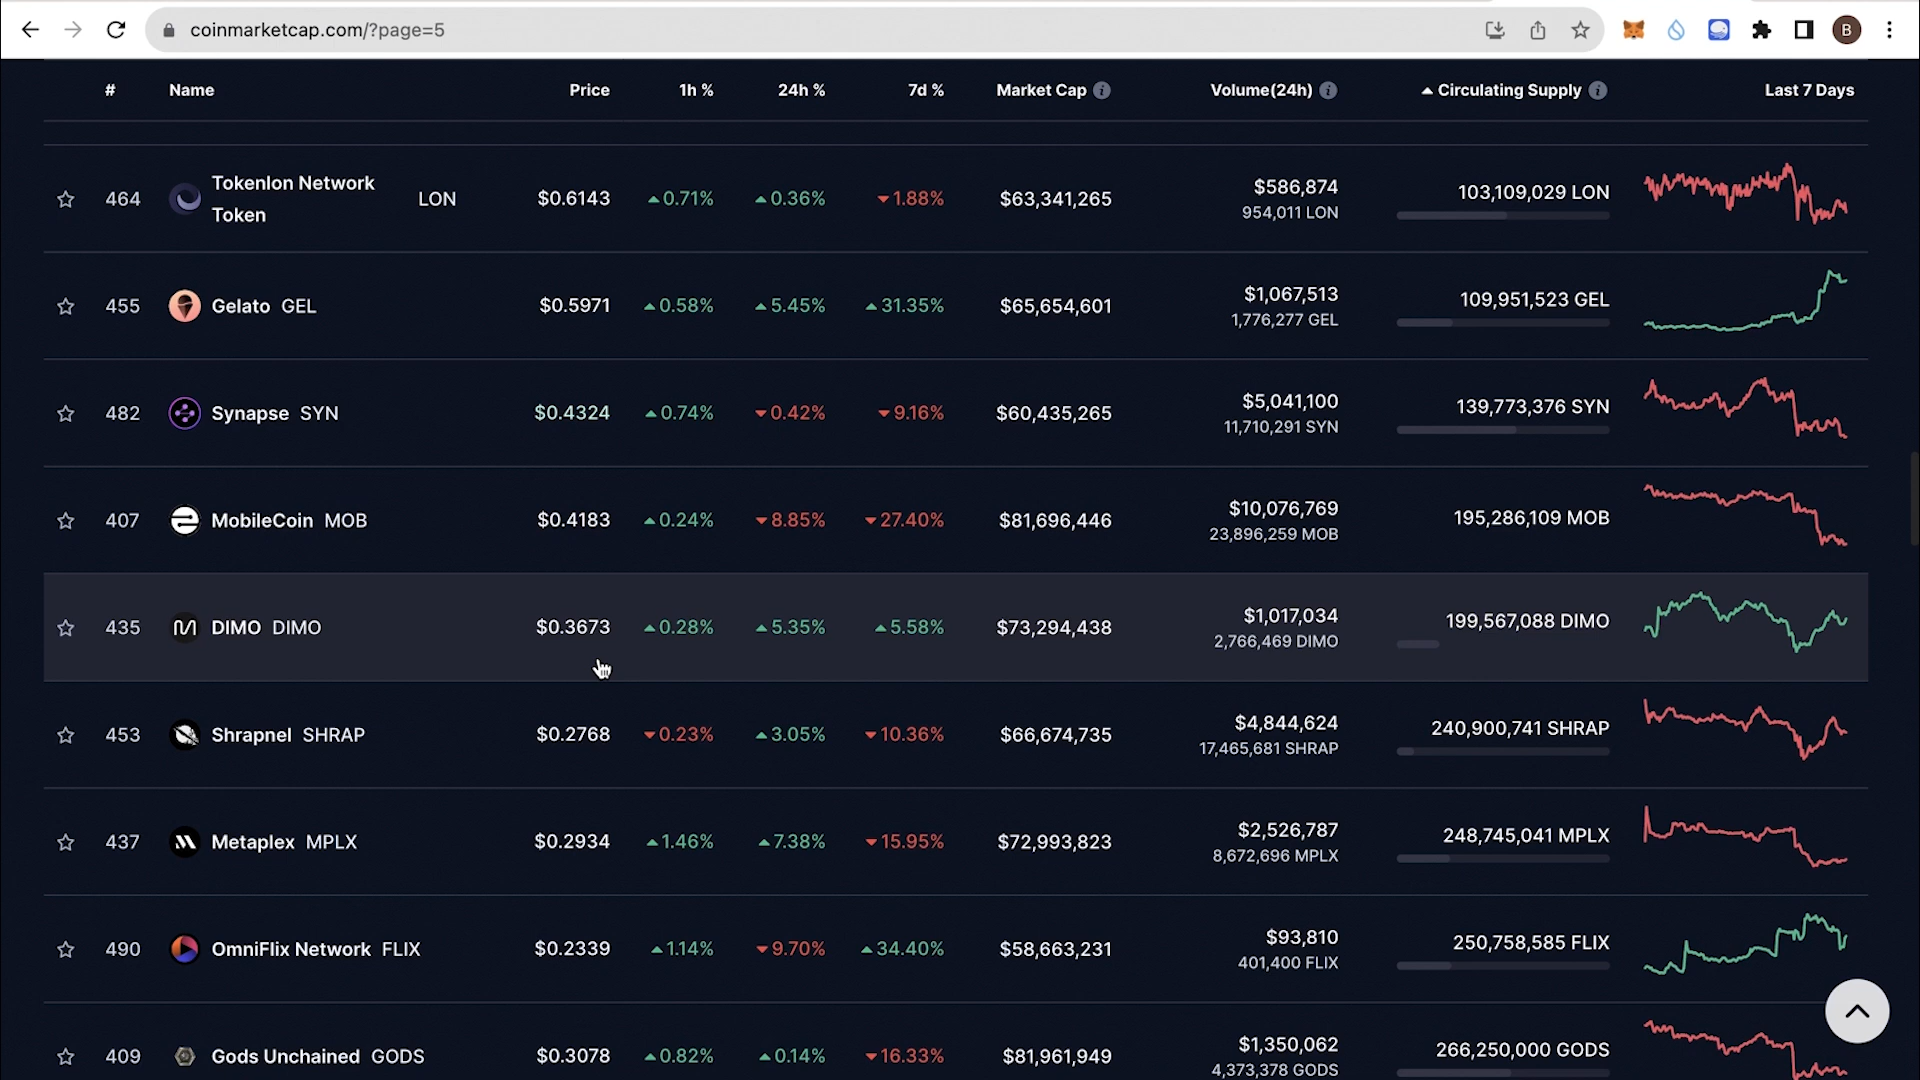 coinmarketcap.com/?page=5
B
# Name Price 1h % 24h % 7d % Market Cap Volume(24h) Circulating Supply Last 7 Days
464 Tokenlon Network Token LON $0.6143 0.71% 0.36% 1.88% $63,341,265 $586,874 103,109,029 LON
954,011 LON
455 Gelato GEL $0.5971 0.58% 5.45% 31.35% $65,654,601 $1,067,513 109,951,523 GEL
1,776,277 GEL
482 Synapse SYN $0.4324 0.74% 0.42% 9.16% $60,435,265 $5,041,100 139,773,376 SYN
11,710,291 SYN
407 MobileCoin MOB $0.4183 0.24% 8.85% 27.40% $81,696,446 $10,076,769 195,286,109 MOB
23,896,259 MOB
435 DIMO DIMO $0.3673 0.28% 5.35% 5.58% $73,294,438 $1,017,034 199,567,088 DIMO
2,766,469 DIMO
453 Shrapnel SHRAP $0.2768 0.23% 3.05% 10.36% $66,674,735 $4,844,624 240,900,741 SHRAP
17,465,681 SHRAP
437 Metaplex MPLX $0.2934 1.46% 7.38% 15.95% $72,993,823 $2,526,787 248,745,041 MPLX
8,672,696 MPLX
490 OmniFlix Network FLIX $0.2339 1.14% 9.70% 34.40% $58,663,231 $93,810 250,758,585 FLIX
401,400 FLIX
409 Gods Unchained GODS $0.3078 0.82% 0.14% 16.33% $81,961,949 $1,350,062 266,250,000 GODS
4,373,378 GODS